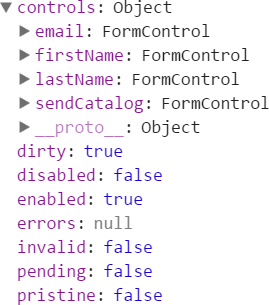 ▼ controls: Object
▶ email: FormControl
▶ firstName: FormControl
▶ lastName: FormControl
▶ sendCatalog: FormControl
▶ __proto__: Object
dirty: true
disabled: false
enabled: true
errors: null
invalid: false
pending: false
pristine: false